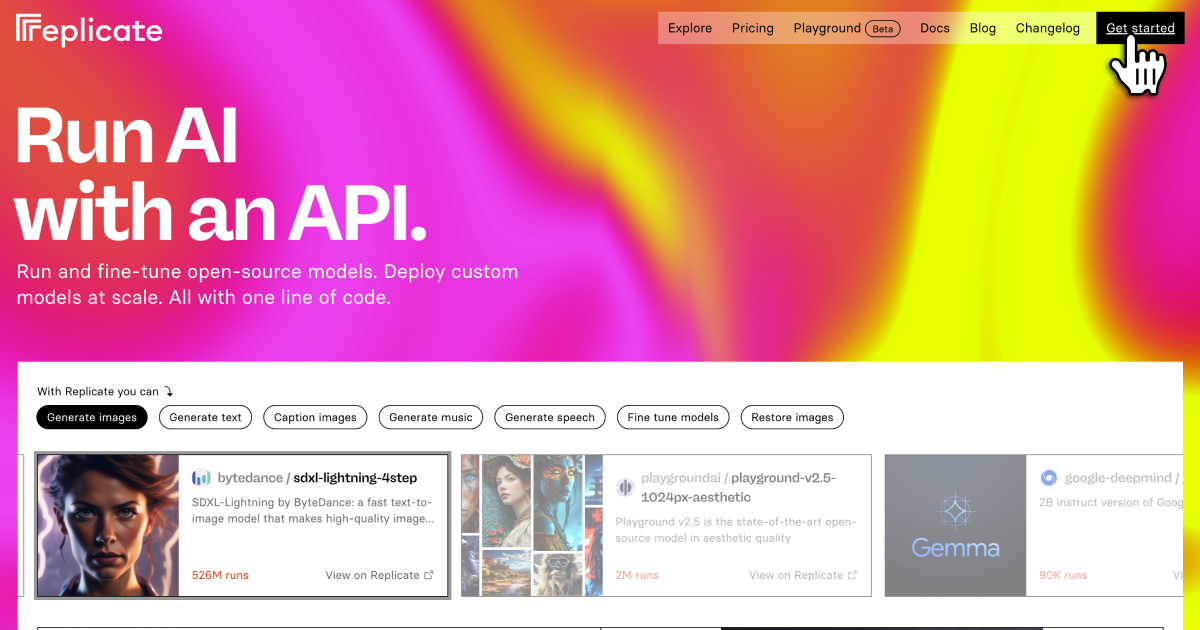 replicate
Explore Pricing Playground Beta Docs Blog Changelog Get started
Run AI
with an API.
Run and fine-tune open-source models. Deploy custom
models at scale. All with one line of code.
With Replicate you can
Generate images Generate text Caption images Generate music Generate speech Fine tune models Restore images
bytedance / sdxl-lightning-4step
SDXL-Lightning by ByteDance: a fast text-to-
image model that makes high-quality image...
526M runs View on Replicate
playgroundai / playground-v2.5-
1024px-aesthetic
Playground v2.5 is the state-of-the-art open-
source model in aesthetic quality
2M runs View on Replicate
Gemma
google-deepmind /
2B instruct version of
90K runs